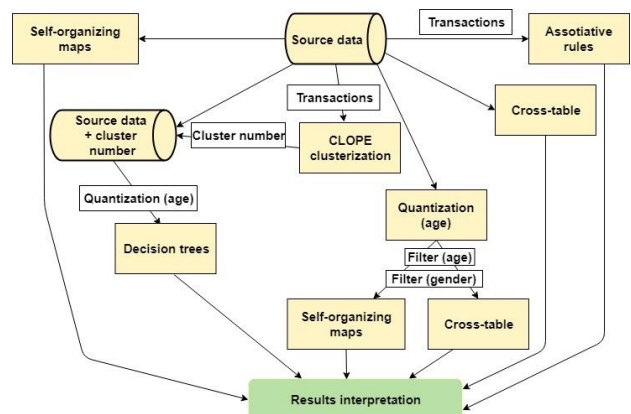 Self-organizing
maps
Source data
Transactions
Assotiative
rules
Transactions
Cross-table
Source data
+ cluster
number
Cluster number
CLOPE
clusterization
Quantization (age)
Quantization
(age)
Decision trees
Filter (age)
Filter (gender)
Self-organizing
maps
Cross-table
Results interpretation